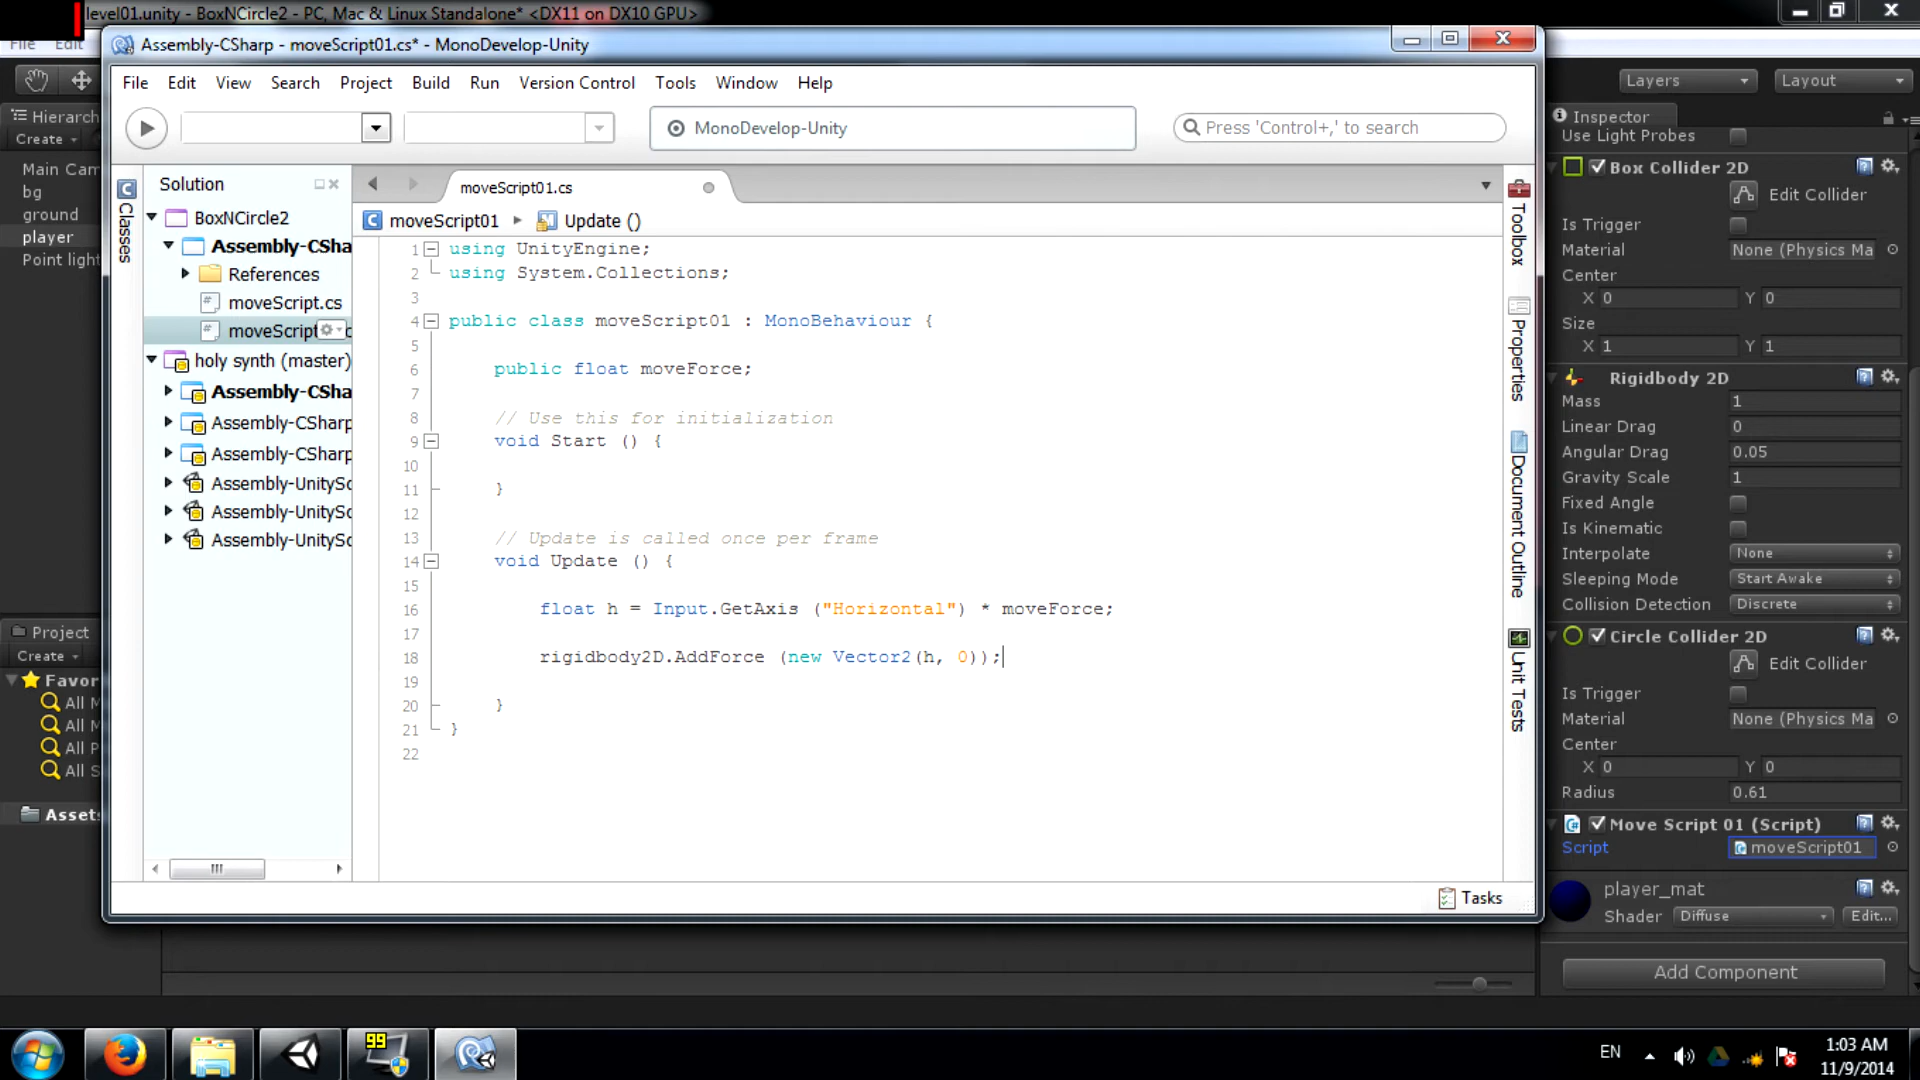 level01.unity - BoxNCircle2 - PC, Mac & Linux Standalone* <DX11 on DX10 GPU>
File Edit
Assembly-CSharp - moveScript01.cs* - MonoDevelop-Unity
File Edit View Search Project Build Run Version Control Tools Window Help
MonoDevelop-Unity
Press 'Control+,' to search
Layers
Layout
Hierarch
Create
Main Cam
bg
ground
player
Point light
Project
Create
Favor
All M
All M
All P
All S
Assets
Classes
Solution
BoxNCircle2
Assembly-CSha
References
moveScript.cs
moveScript
holy synth (master)
Assembly-CSha
Assembly-CSharp
Assembly-CSharp
Assembly-UnitySc
Assembly-UnitySc
Assembly-UnitySc
moveScript01.cs
moveScript01
Update ()
1 using UnityEngine;
2 using System.Collections;
3
4 public class moveScript01 : MonoBehaviour {
5
6 public float moveForce;
7
8 // Use this for initialization
9 void Start () {
10
11 }
12
13 // Update is called once per frame
14 void Update () {
15
16 float h = Input.GetAxis ("Horizontal") * moveForce;
17
18 rigidbody2D.AddForce (new Vector2(h, 0));
19
20 }
21 }
22
Toolbox
Properties
Document Outline
Unit Tests
Tasks
Inspector
Use Light Probes
Box Collider 2D
Edit Collider
Is Trigger
Material None (Physics Ma
Center
X 0 Y 0
Size
X 1 Y 1
Rigidbody 2D
Mass 1
Linear Drag 0
Angular Drag 0.05
Gravity Scale 1
Fixed Angle
Is Kinematic
Interpolate None
Sleeping Mode Start Awake
Collision Detection Discrete
Circle Collider 2D
Edit Collider
Is Trigger
Material None (Physics Ma
Center
X 0 Y 0
Radius 0.61
Move Script 01 (Script)
Script moveScript01
player_mat
Shader Diffuse Edit...
Add Component
99
EN
1:03 AM
11/9/2014